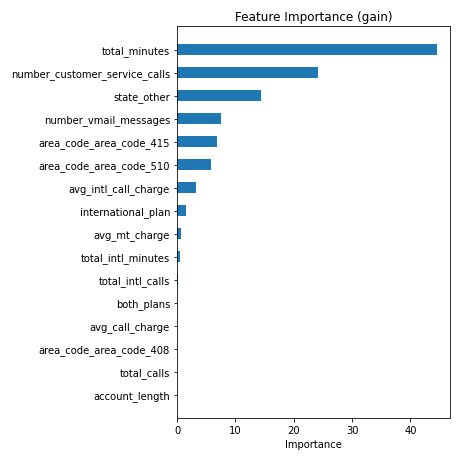 Feature Importance (gain)
total_minutes
number_customer_service_calls
state_other
number_vmail_messages
area_code_area_code_415
area_code_area_code_510
avg_intl_call_charge
international_plan
avg_mt_charge
total_intl_minutes
total_intl_calls
both_plans
avg_call_charge
area_code_area_code_408
total_calls
account_length
0 10 20 30 40
Importance